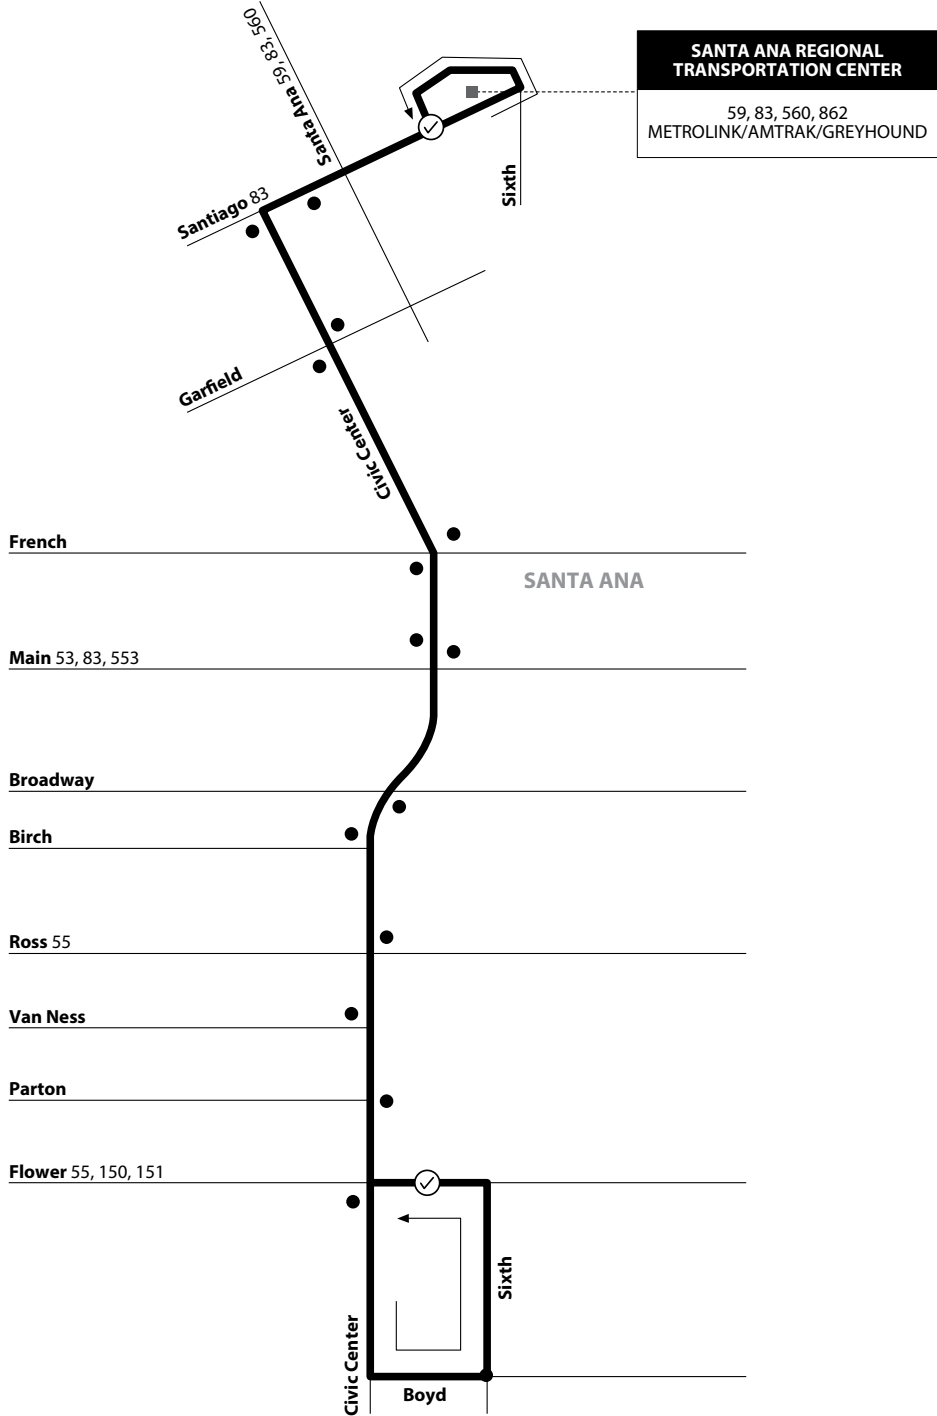 Santa Ana 59, 83, 560
SANTA ANA REGIONAL
TRANSPORTATION CENTER
59, 83, 560, 862
METROLINK/AMTRAK/GREYHOUND
Sixth
Santiago 83
Garfield
Civic Center
French
SANTA ANA
Main 53, 83, 553
Broadway
Birch
Ross 55
Van Ness
Parton
Flower 55, 150, 151
Sixth
Civic Center
Boyd